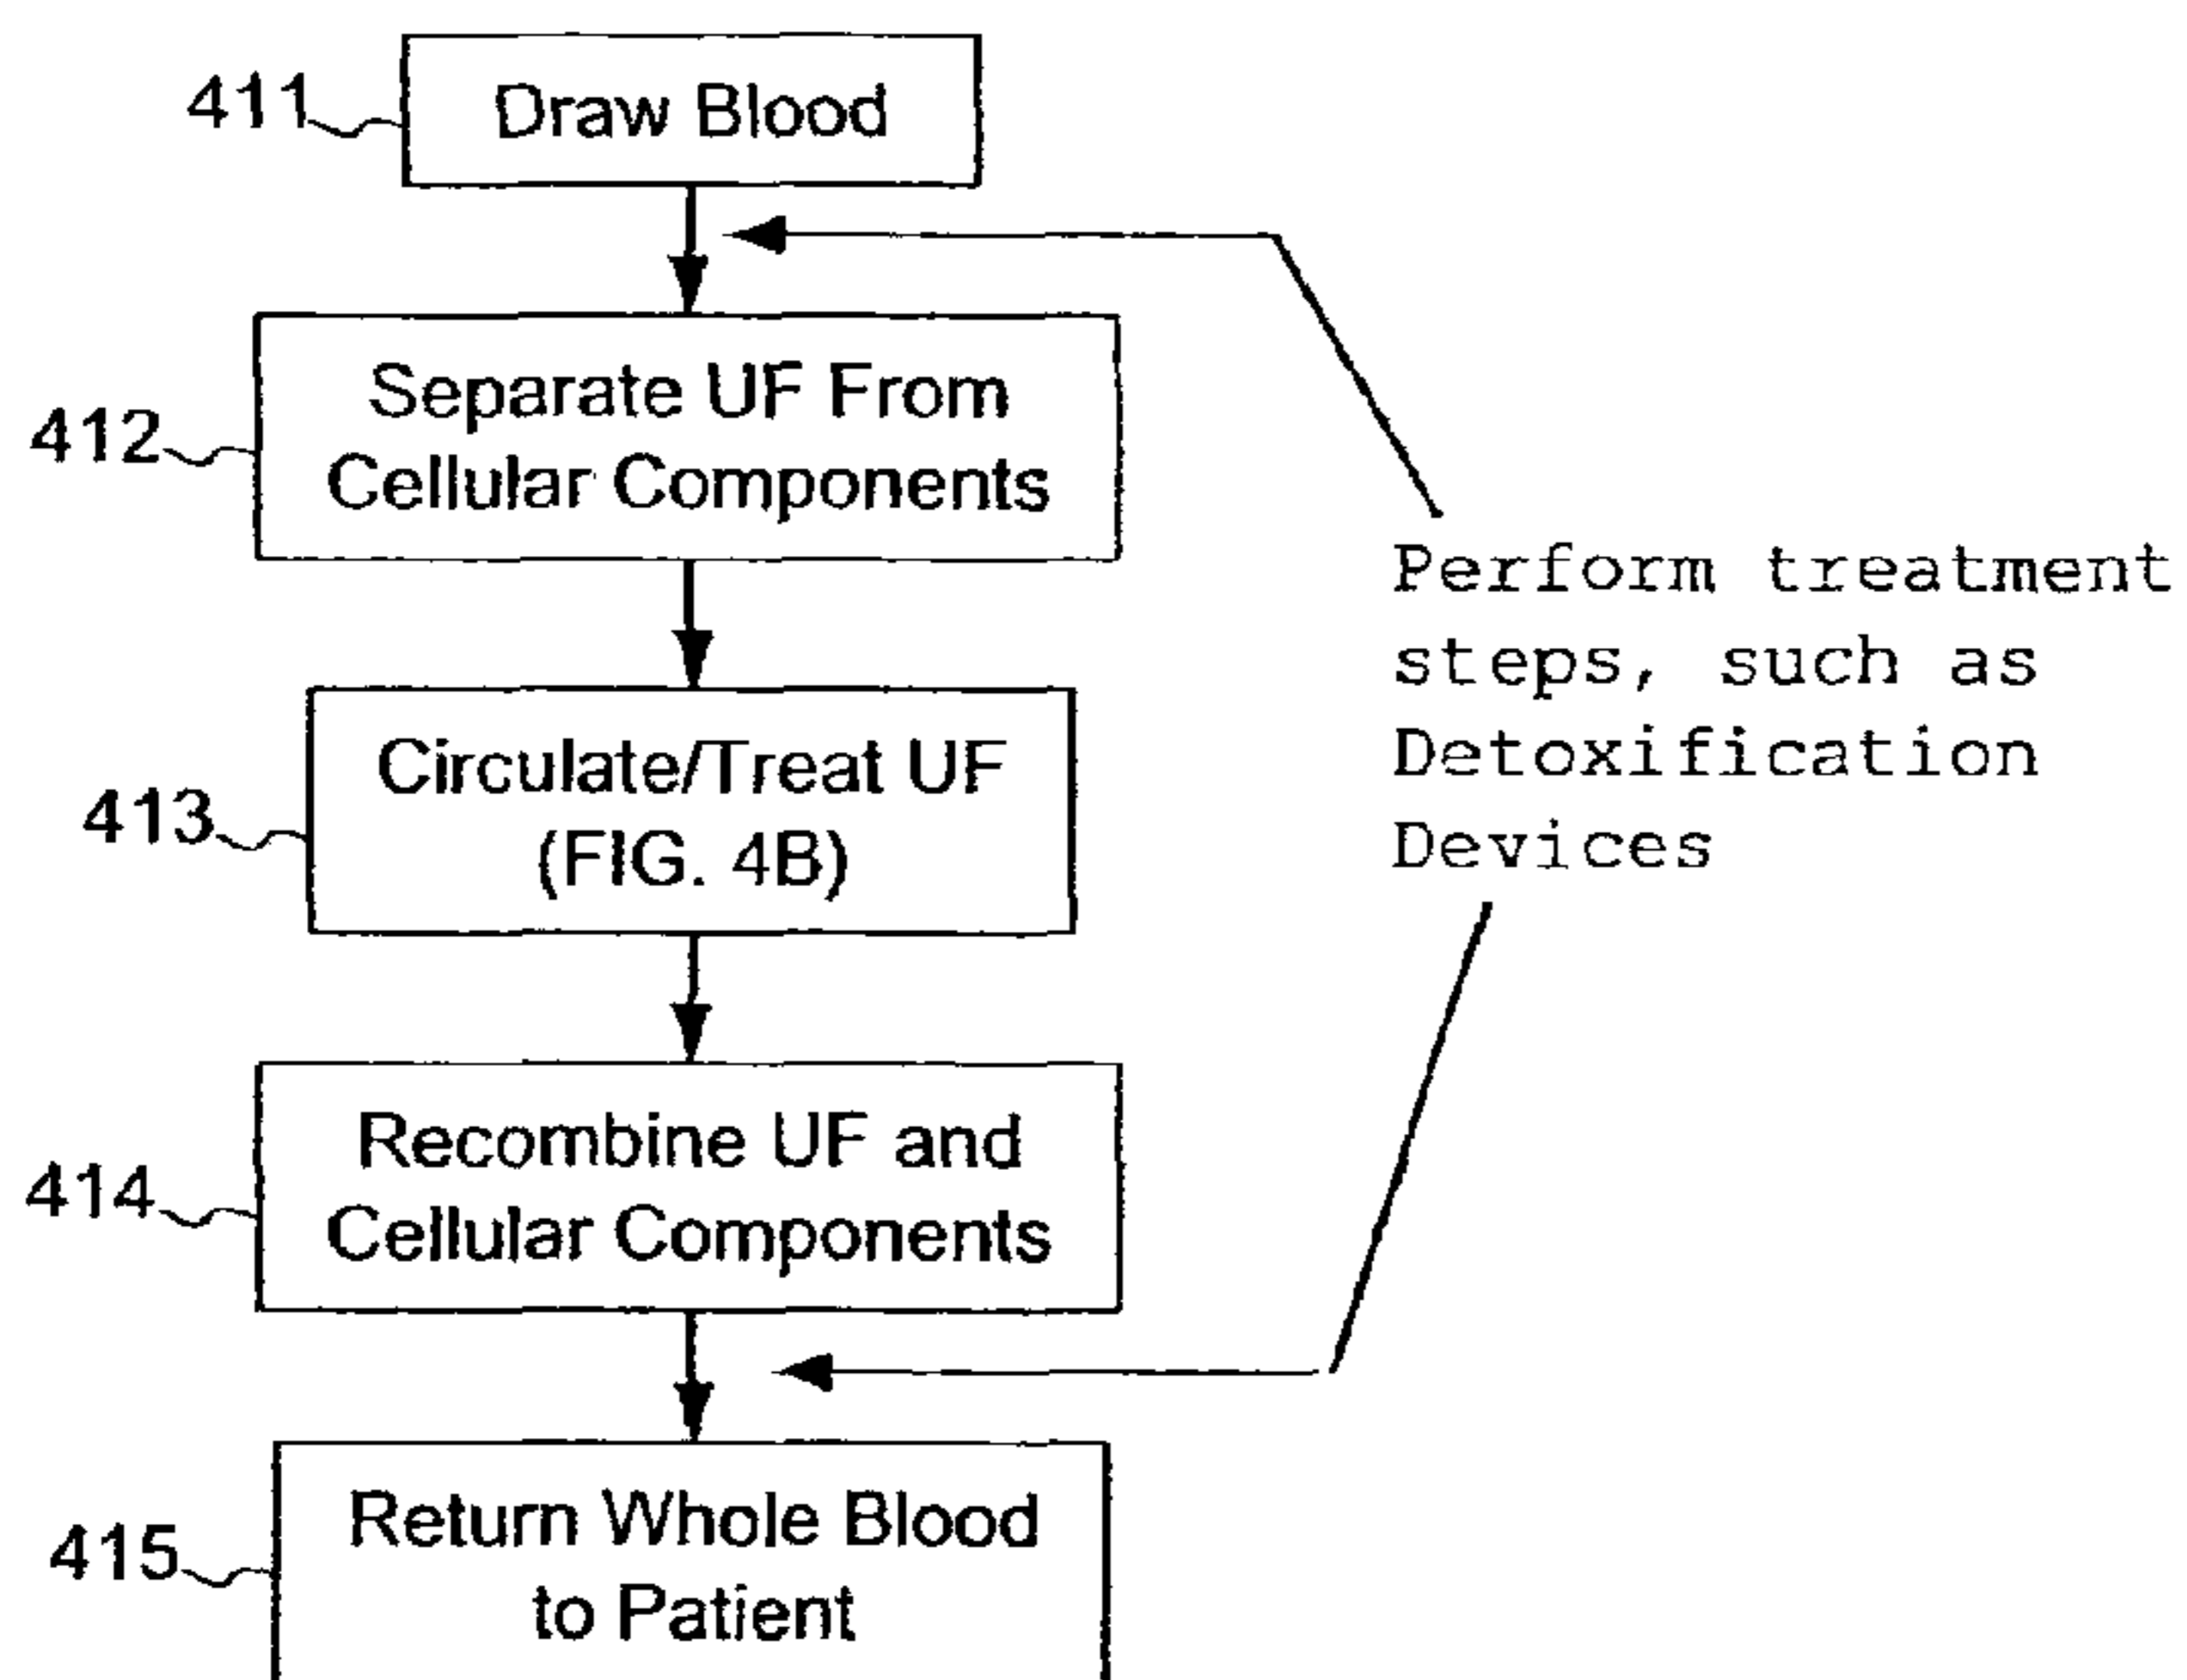 411
Draw Blood
412
Separate UF From
Cellular Components
Perform treatment
steps, such as
Detoxification
Devices
413
Circulate/Treat UF
(FIG. 4B)
414
Recombine UF and
Cellular Components
415
Return Whole Blood
to Patient